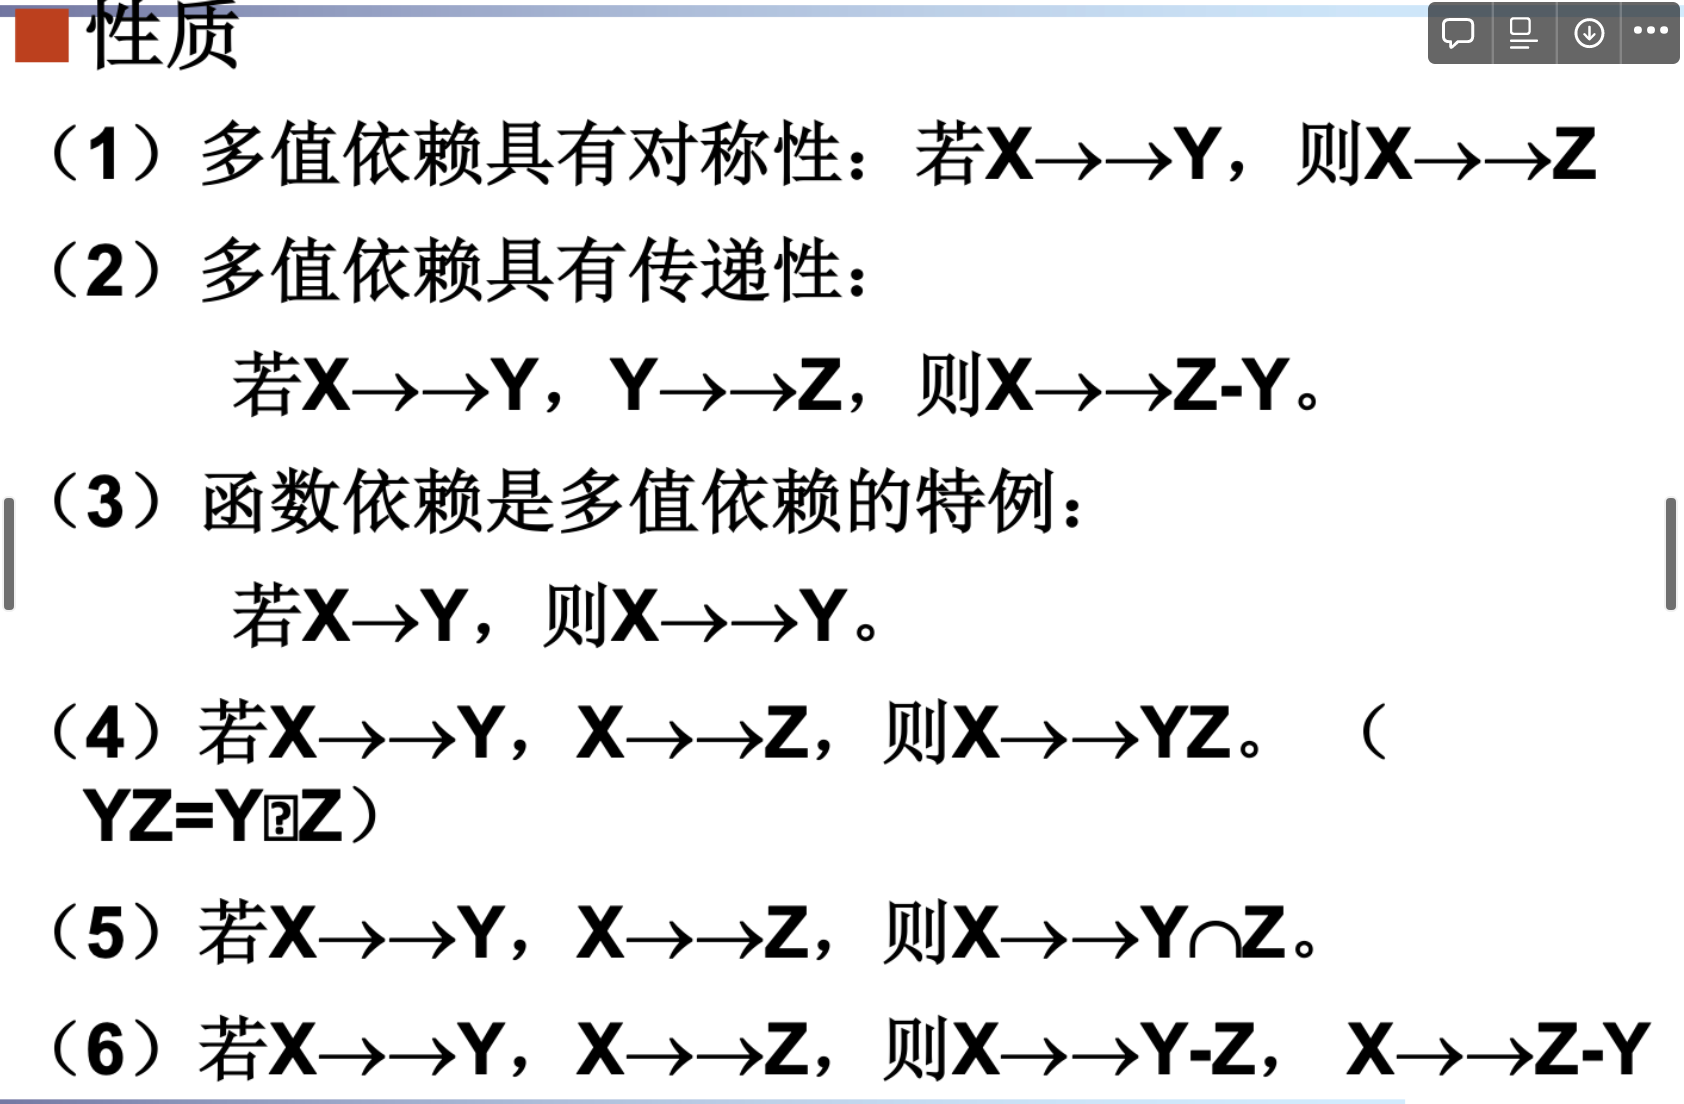 性质
（1）多值依赖具有对称性：若X→→Y，则X→→Z
（2）多值依赖具有传递性：
若X→→Y，Y→→Z，则X→→Z-Y。
（3）函数依赖是多值依赖的特例：
若X→Y，则X→→Y。
（4）若X→→Y，X→→Z，则X→→YZ。（
YZ=Y⍰Z）
（5）若X→→Y，X→→Z，则X→→Y∩Z。
（6）若X→→Y，X→→Z，则X→→Y-Z，X→→Z-Y